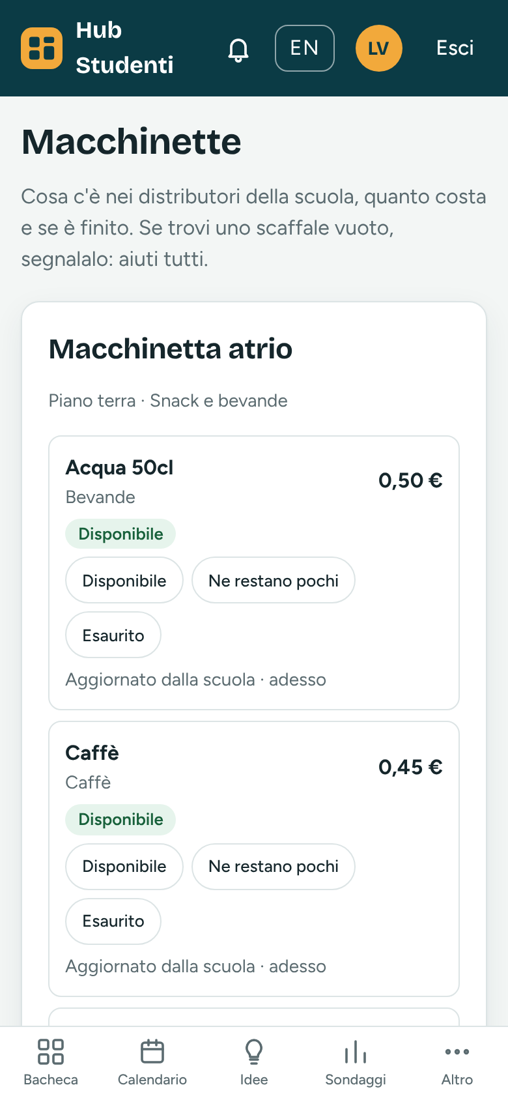 Hub
Studenti
EN
LV
Esci
Macchinette
Cosa c'è nei distributori della scuola, quanto costa
e se è finito. Se trovi uno scaffale vuoto,
segnalalo: aiuti tutti.
Macchinetta atrio
Piano terra · Snack e bevande
Acqua 50cl
0,50 €
Bevande
Disponibile
Disponibile
Ne restano pochi
Esaurito
Aggiornato dalla scuola · adesso
Caffè
0,45 €
Caffè
Disponibile
Disponibile
Ne restano pochi
Esaurito
Aggiornato dalla scuola · adesso
Bacheca
Calendario
Idee
Sondaggi
Altro